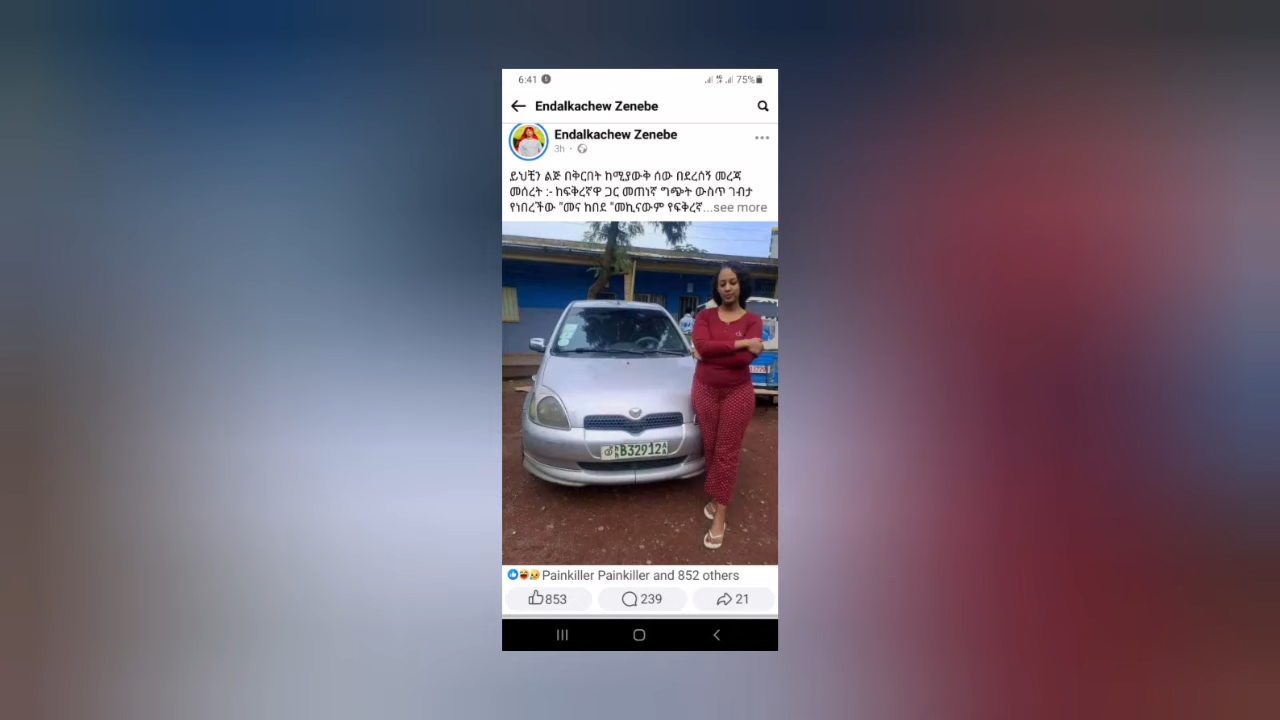 6:41
75%
Endalkachew Zenebe
Endalkachew Zenebe
3h ·
ይህቺን ልጅ በቅርበት ከሚያውቅ ሰው በደረሰኝ መረጃ
መሰረት :- ከፍቅረኛዋ ጋር መጠነኛ ግጭት ውስጥ ገብታ
የነበረችው "መና ከበደ "መኪናውም የፍቅረኛ...see more
B32912
Painkiller Painkiller and 852 others
853
239
21